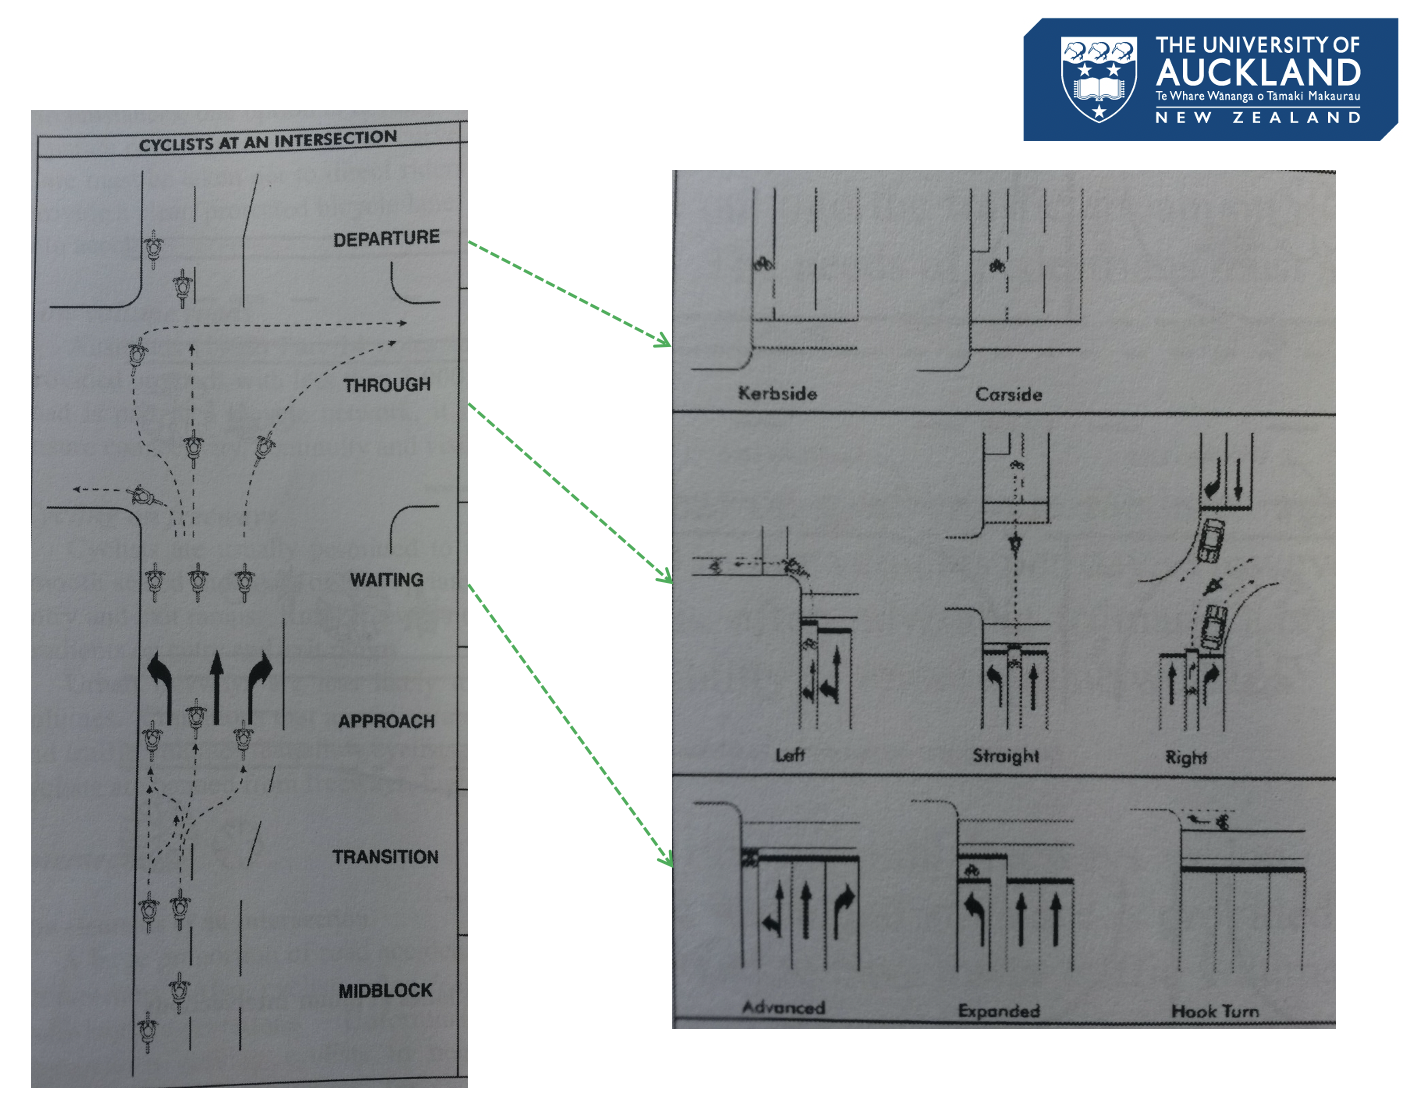 THE UNIVERSITY OF
AUCKLAND
Te Whare Wānanga o Tāmaki Makaurau
NEW ZEALAND
CYCLISTS AT AN INTERSECTION
DEPARTURE
THROUGH
WAITING
APPROACH
TRANSITION
MIDBLOCK
Kerbside
Carside
Left
Straight
Right
Advanced
Expanded
Hook Turn